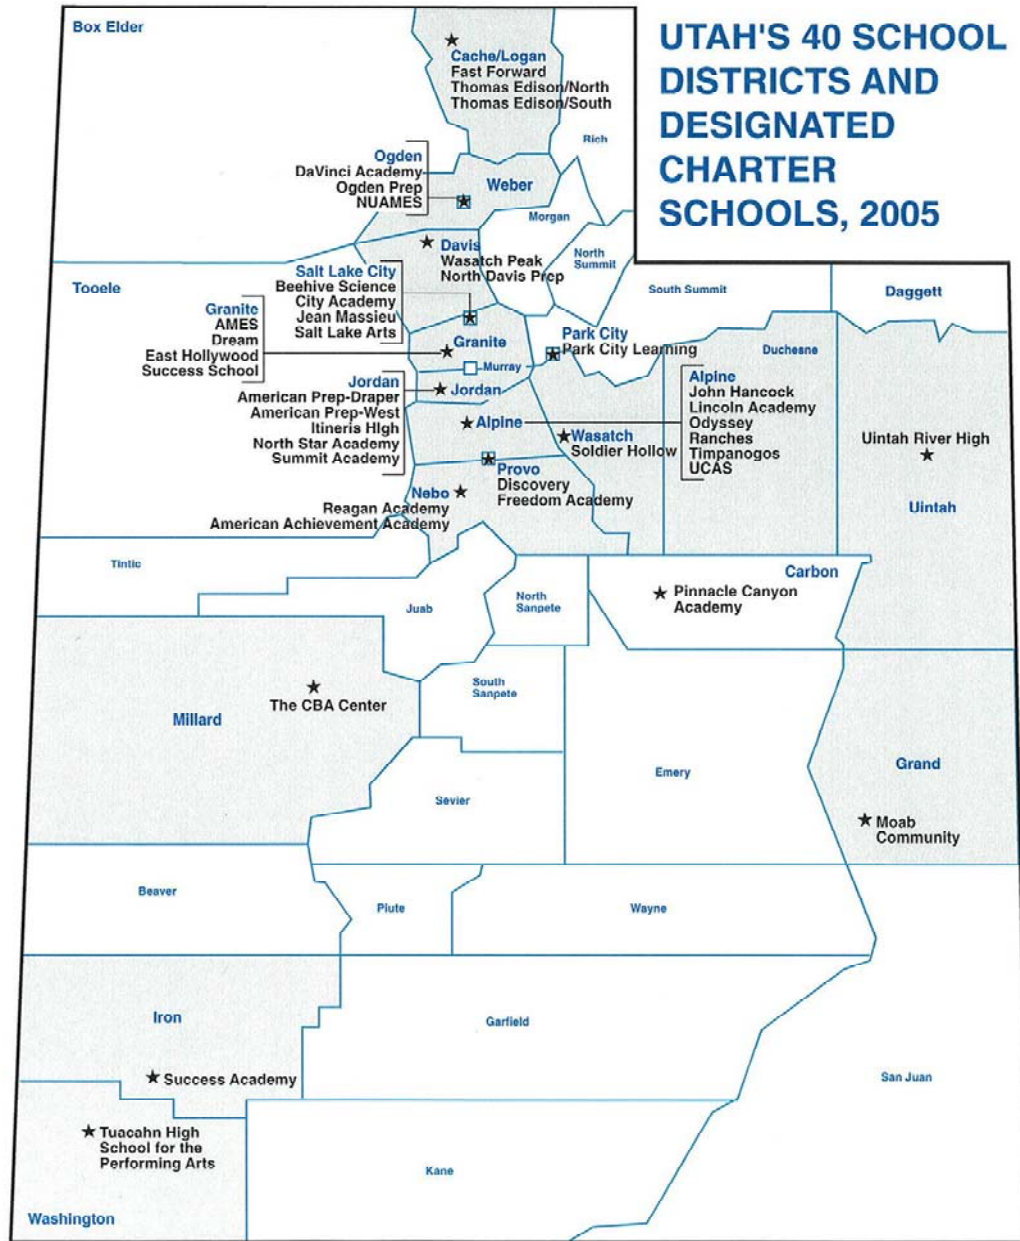 UTAH'S 40 SCHOOL
DISTRICTS AND
DESIGNATED
CHARTER
SCHOOLS, 2005
Box Elder
Cache/Logan
Fast Forward
Thomas Edison/North
Thomas Edison/South
Rich
Ogden
DaVinci Academy
Ogden Prep
NUAMES
Weber
Morgan
Davis
Wasatch Peak
North Davis Prep
North
Summit
Tooele
Salt Lake City
Beehive Science
City Academy
Jean Massieu
Salt Lake Arts
South Summit
Daggett
Granite
AMES
Dream
East Hollywood
Success School
Granite
Park City
Park City Learning
Duchesne
Murray
Jordan
American Prep-Draper
American Prep-West
Itineris HIgh
North Star Academy
Summit Academy
Jordan
Alpine
John Hancock
Lincoln Academy
Odyssey
Ranches
Timpanogos
UCAS
Alpine
Wasatch
Soldier Hollow
Uintah River High
Uintah
Provo
Discovery
Freedom Academy
Nebo
Reagan Academy
American Achievement Academy
Tintic
Juab
North
Sanpete
Carbon
Pinnacle Canyon
Academy
South
Sanpete
The CBA Center
Millard
Sevier
Emery
Grand
Moab
Community
Beaver
Piute
Wayne
Iron
Garfield
Success Academy
San Juan
Tuacahn High
School for the
Performing Arts
Kane
Washington